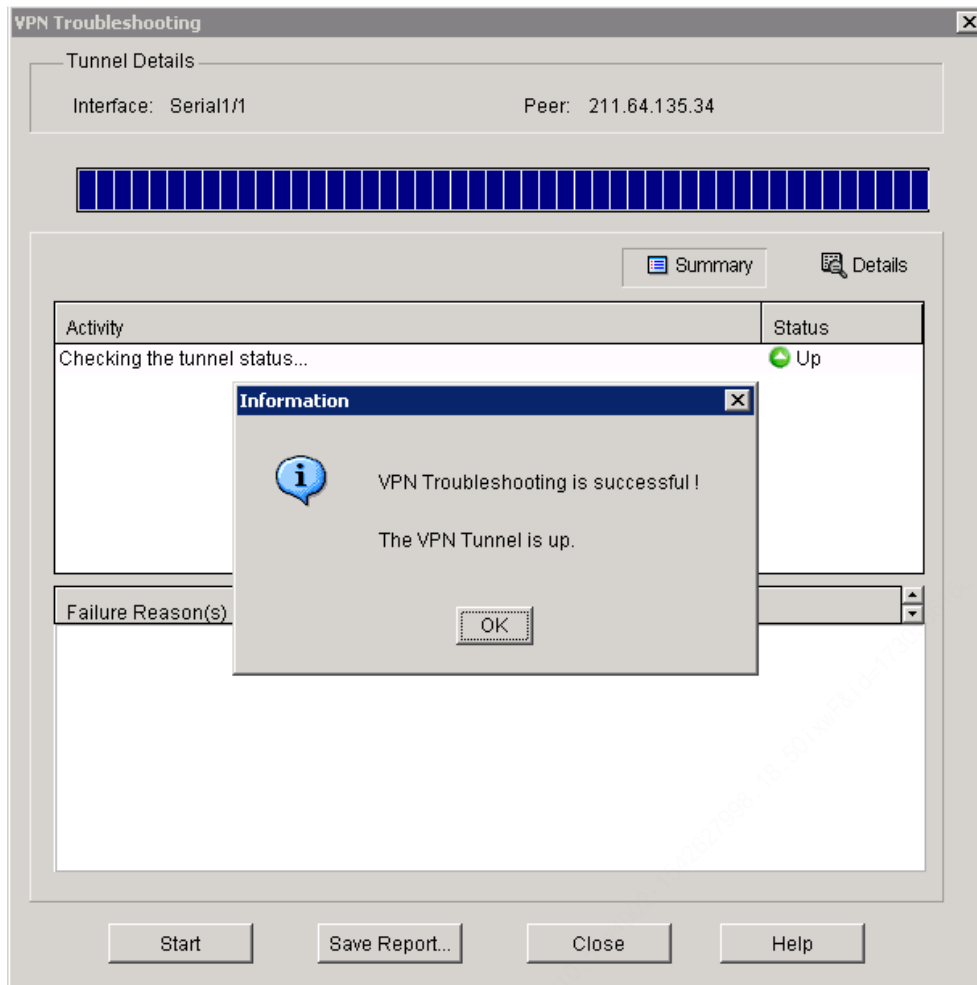 VPN Troubleshooting
Tunnel Details
Interface: Serial1/1 Peer: 211.64.135.34
Summary Details
Activity Status
Checking the tunnel status... Up
Information
VPN Troubleshooting is successful !
The VPN Tunnel is up.
OK
Failure Reason(s)
Start Save Report... Close Help